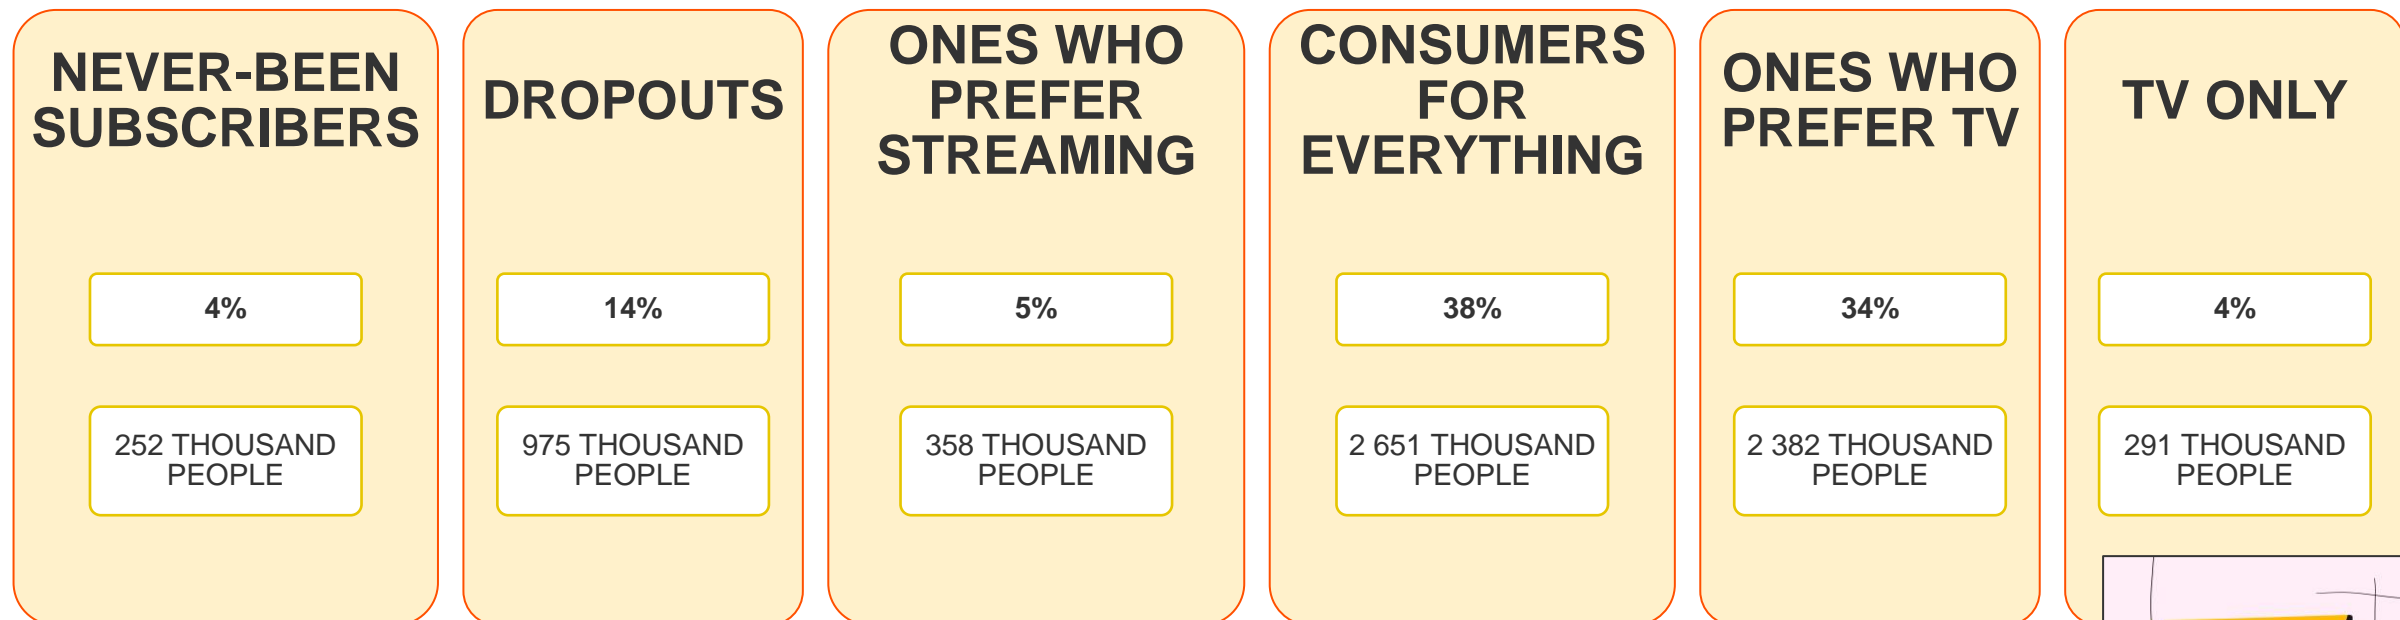 NEVER-BEEN
SUBSCRIBERS
4%
252 THOUSAND
PEOPLE
DROPOUTS
14%
975 THOUSAND
PEOPLE
ONES WHO
PREFER
STREAMING
5%
358 THOUSAND
PEOPLE
CONSUMERS
FOR
EVERYTHING
38%
2 651 THOUSAND
PEOPLE
ONES WHO
PREFER TV
34%
2 382 THOUSAND
PEOPLE
TV ONLY
4%
291 THOUSAND
PEOPLE